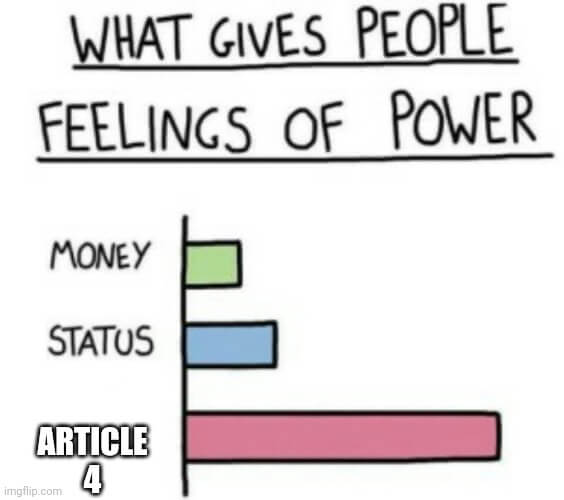 WHAT GIVES PEOPLE
FEELINGS OF POWER
MONEY
STATUS
ARTICLE
4
imgflip.com